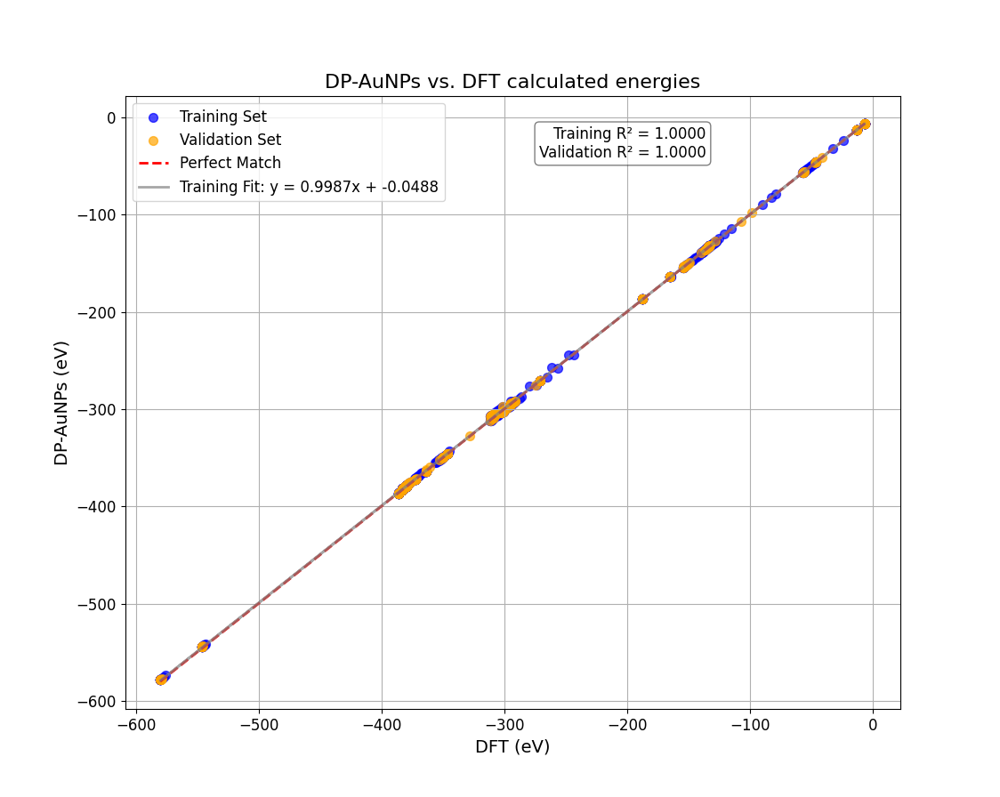 DP-AuNPs vs. DFT calculated energies
Training Set
Validation Set
Perfect Match
Training Fit: y = 0.9987x + -0.0488
Training R² = 1.0000
Validation R² = 1.0000
DP-AuNPs (eV)
0
−100
−200
−300
−400
−500
−600
−600
−500
−400
−300
−200
−100
0
DFT (eV)